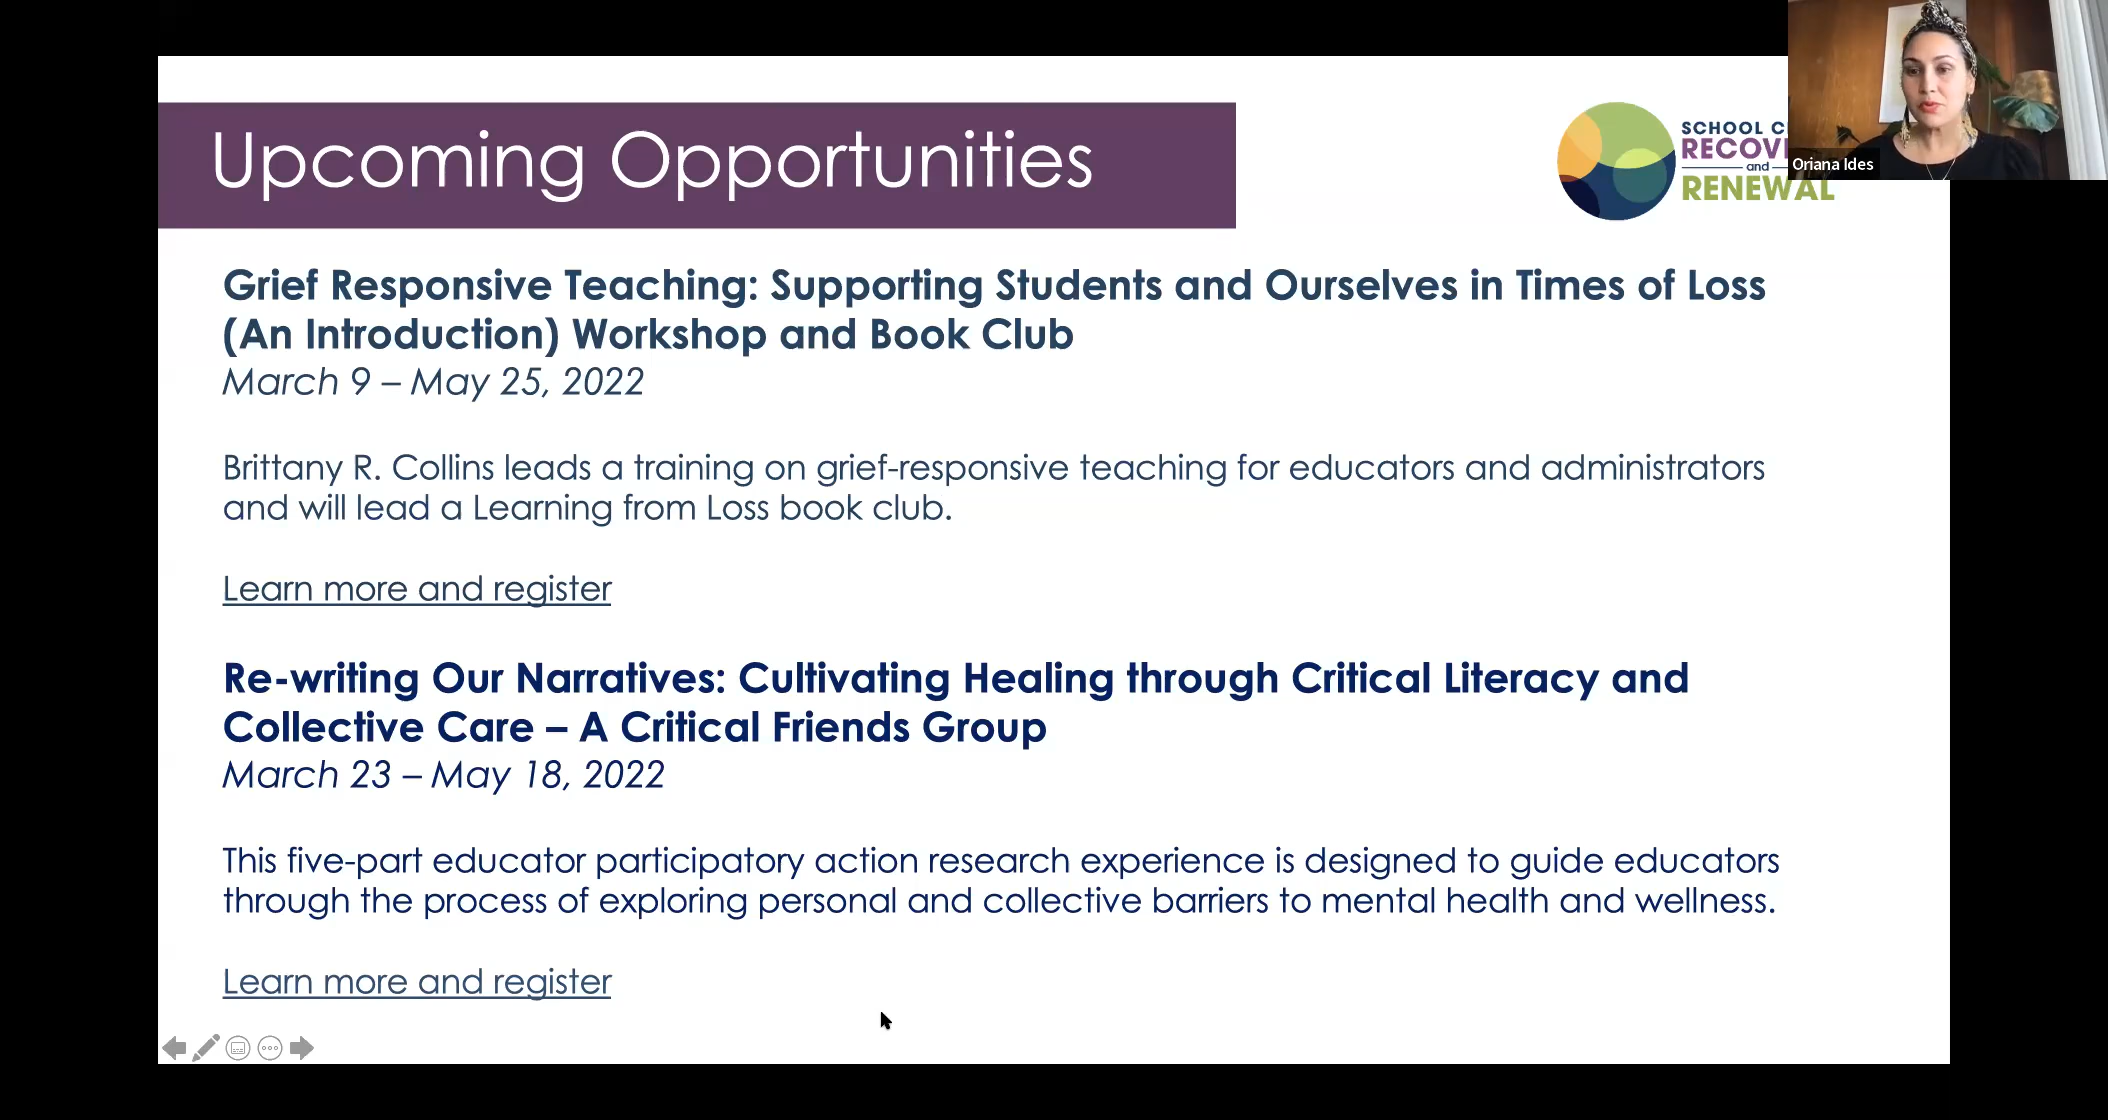 Upcoming Opportunities
SCHOOL
RECOV
and
RENEWAL
Oriana Ides
Grief Responsive Teaching: Supporting Students and Ourselves in Times of Loss
(An Introduction) Workshop and Book Club
March 9 – May 25, 2022
Brittany R. Collins leads a training on grief-responsive teaching for educators and administrators
and will lead a Learning from Loss book club.
Learn more and register
Re-writing Our Narratives: Cultivating Healing through Critical Literacy and
Collective Care – A Critical Friends Group
March 23 – May 18, 2022
This five-part educator participatory action research experience is designed to guide educators
through the process of exploring personal and collective barriers to mental health and wellness.
Learn more and register